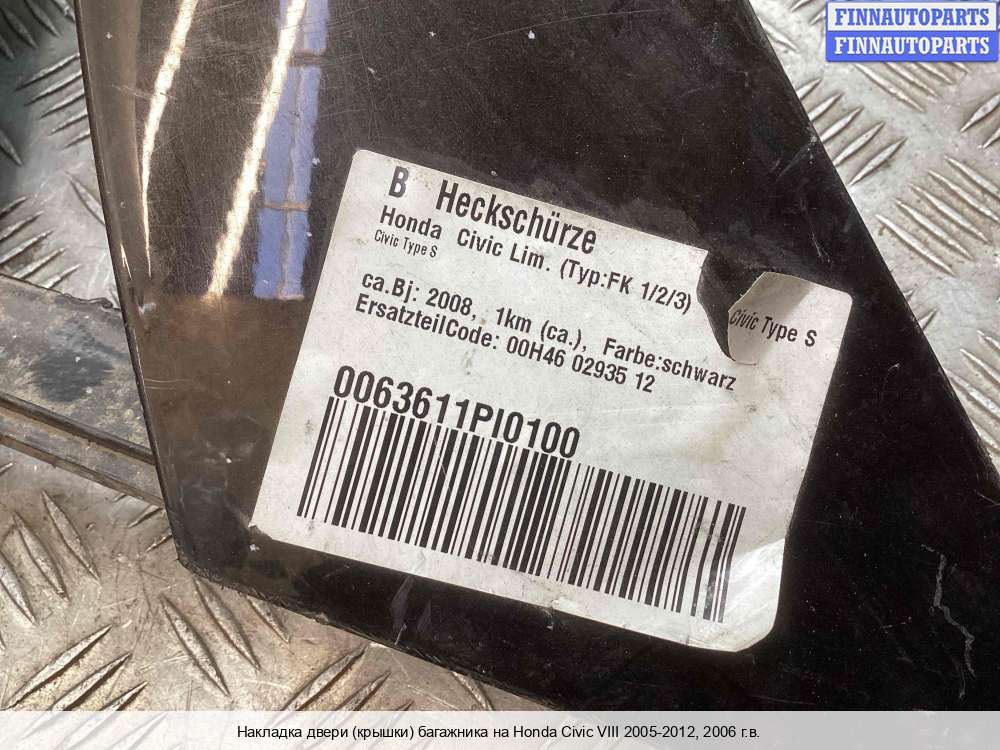 FINNAUTOPARTS
FINNAUTOPARTS
B Heckschürze
Honda Civic Lim. (Typ:FK 1/2/3)
Civic Type S
Civic Type S
ca.Bj: 2008, 1km (ca.), Farbe:schwarz
ErsatzteilCode: 00H46 02935 12
0063611PI0100
Накладка двери (крышки) багажника на Honda Civic VIII 2005-2012, 2006 г.в.